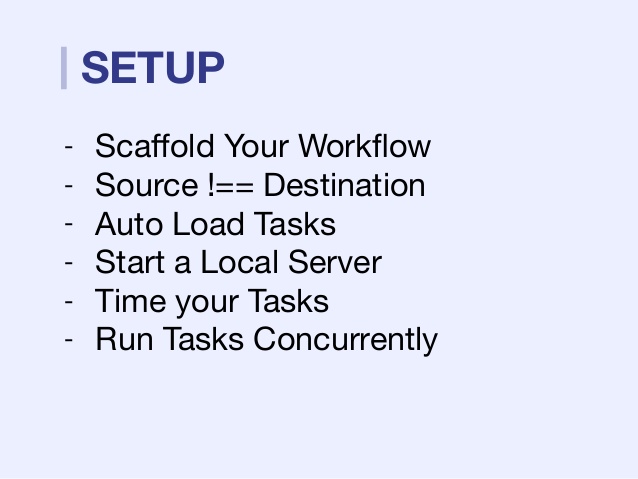 SETUP
- Scaffold Your Workflow
- Source !== Destination
- Auto Load Tasks
- Start a Local Server
- Time your Tasks
- Run Tasks Concurrently